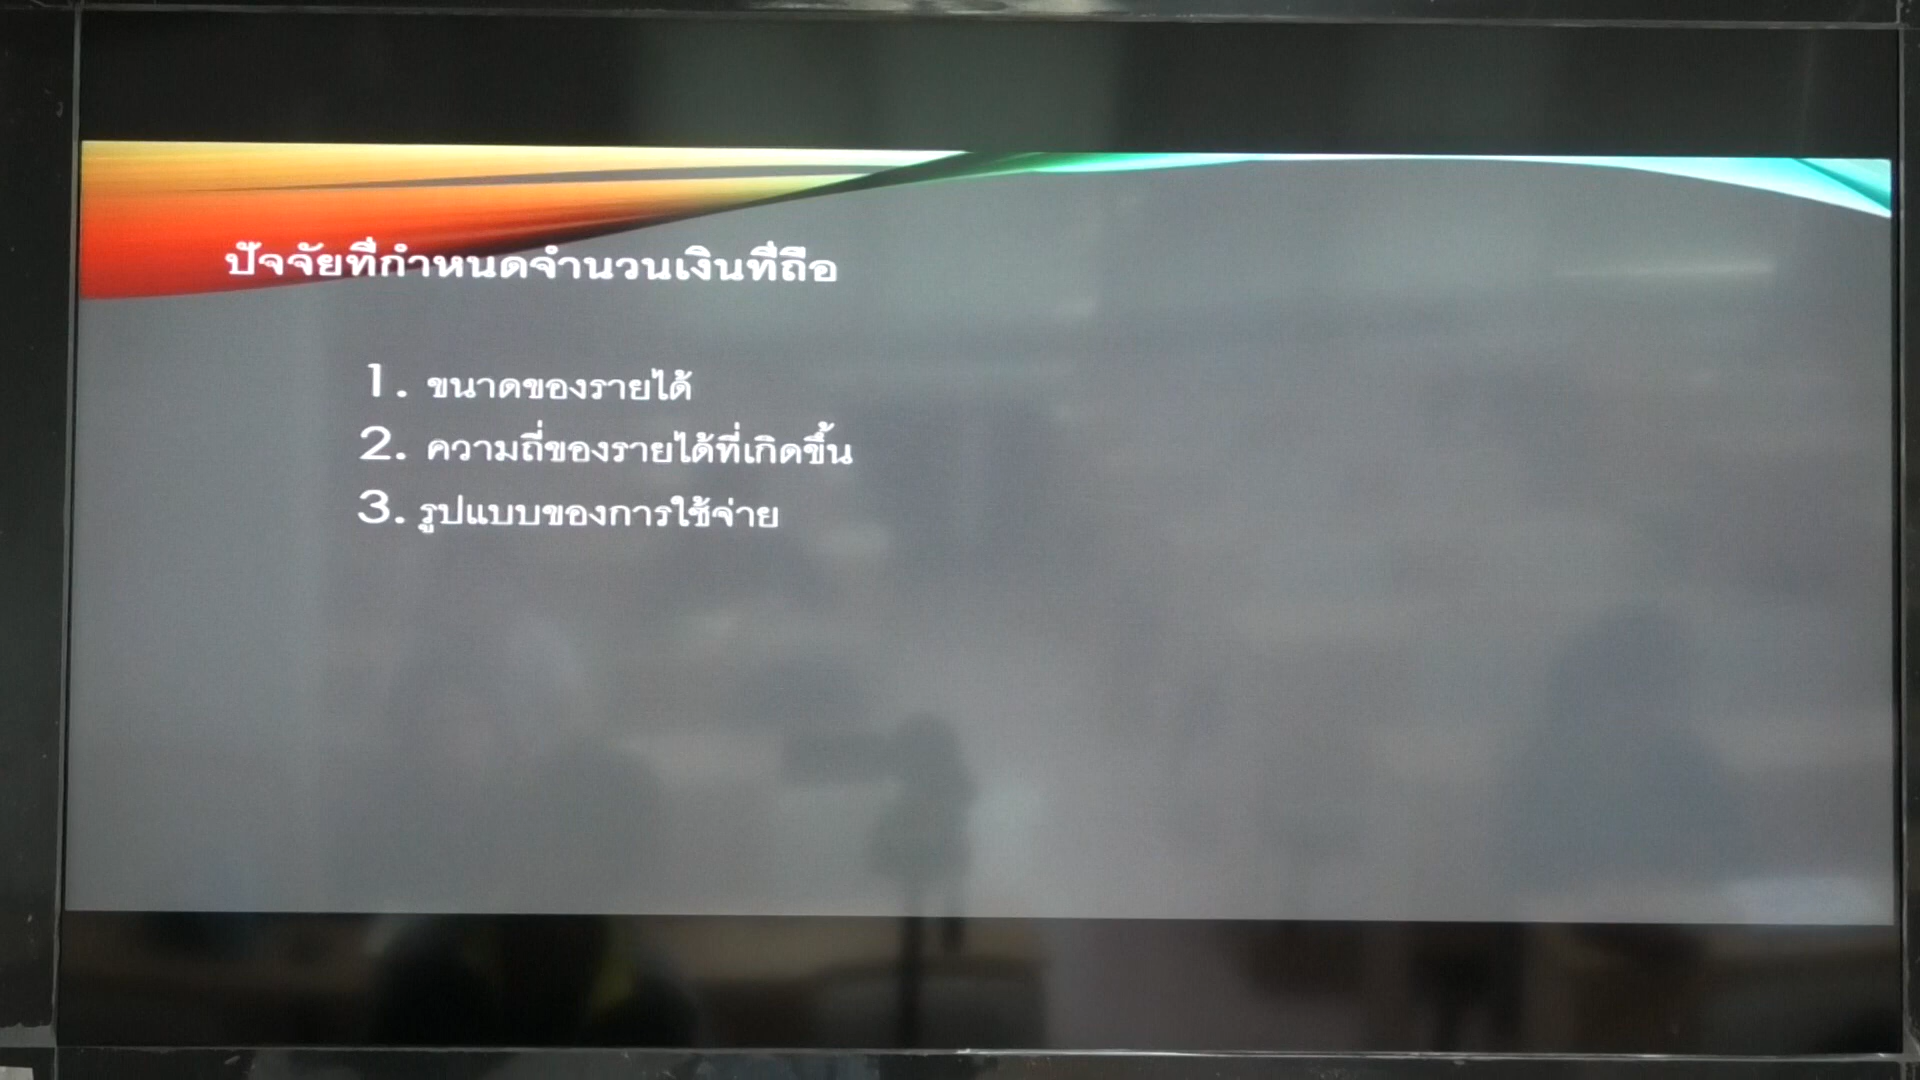 ปัจจัยที่กำหนดจำนวนเงินที่ถือ
1. ขนาดของรายได้
2. ความถี่ของรายได้ที่เกิดขึ้น
3. รูปแบบของการใช้จ่าย